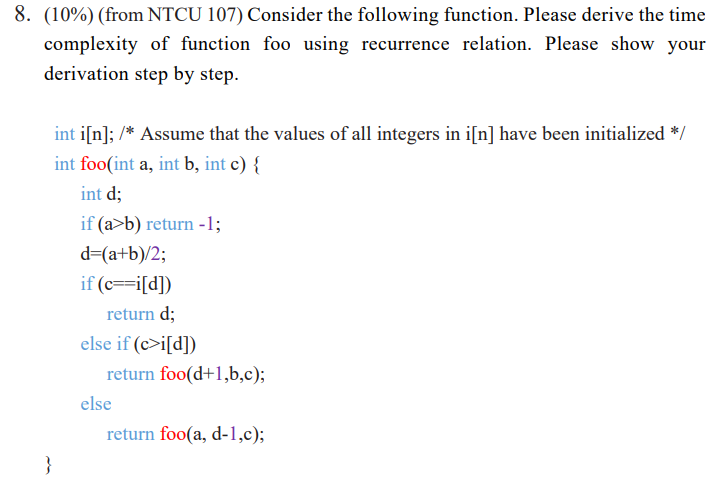 8. (10%) (from NTCU 107) Consider the following function. Please derive the time
complexity of function foo using recurrence relation. Please show your
derivation step by step.
int i[n]; /* Assume that the values of all integers in i[n] have been initialized */
int foo(int a, int b, int c) {
int d;
if (a>b) return -1;
d=(a+b)/2;
if (c==i[d])
return d;
else if (c>i[d])
return foo(d+1,b,c);
else
return foo(a, d-1,c);
}